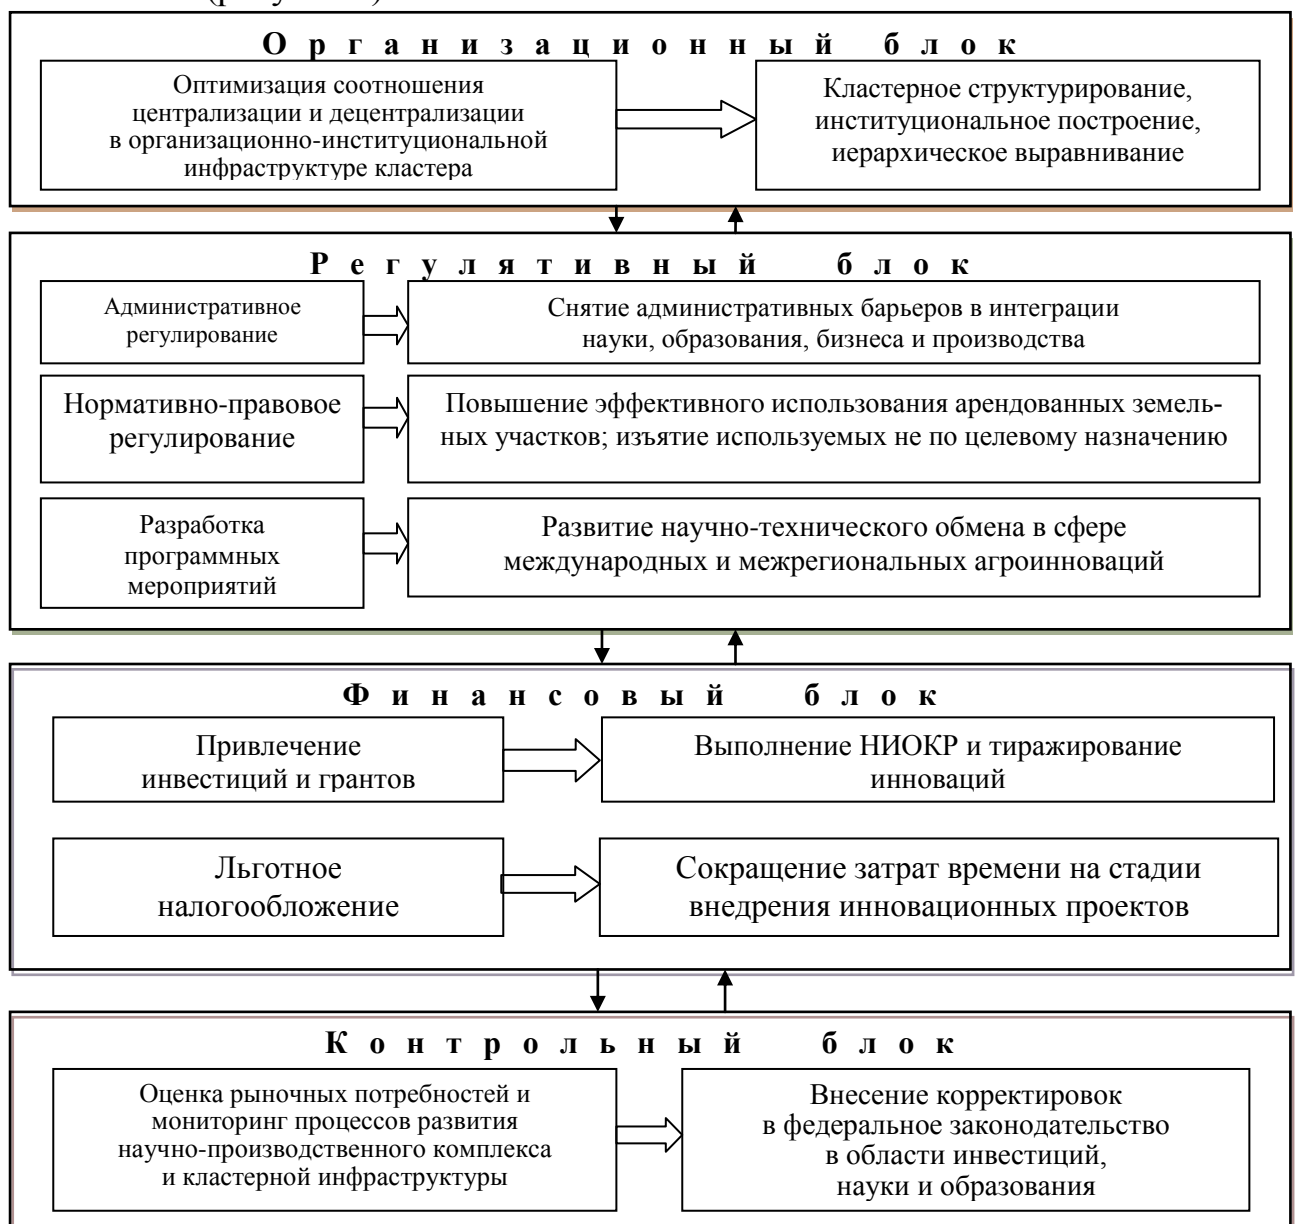 О р г а н и з а ц и о н н ы й б л о к
Оптимизация соотношения
централизации и децентрализации
в организационно-институциональной
инфраструктуре кластера
Кластерное структурирование,
институциональное построение,
иерархическое выравнивание
Р е г у л я т и в н ы й б л о к
Административное
регулирование
Снятие административных барьеров в интеграции
науки, образования, бизнеса и производства
Нормативно-правовое
регулирование
Повышение эффективного использования арендованных земель-
ных участков; изъятие используемых не по целевому назначению
Разработка
программных
мероприятий
Развитие научно-технического обмена в сфере
международных и межрегиональных агроинноваций
Ф и н а н с о в ы й б л о к
Привлечение
инвестиций и грантов
Выполнение НИОКР и тиражирование
инноваций
Льготное
налогообложение
Сокращение затрат времени на стадии
внедрения инновационных проектов
К о н т р о л ь н ы й б л о к
Оценка рыночных потребностей и
мониторинг процессов развития
научно-производственного комплекса
и кластерной инфраструктуры
Внесение корректировок
в федеральное законодательство
в области инвестиций,
науки и образования